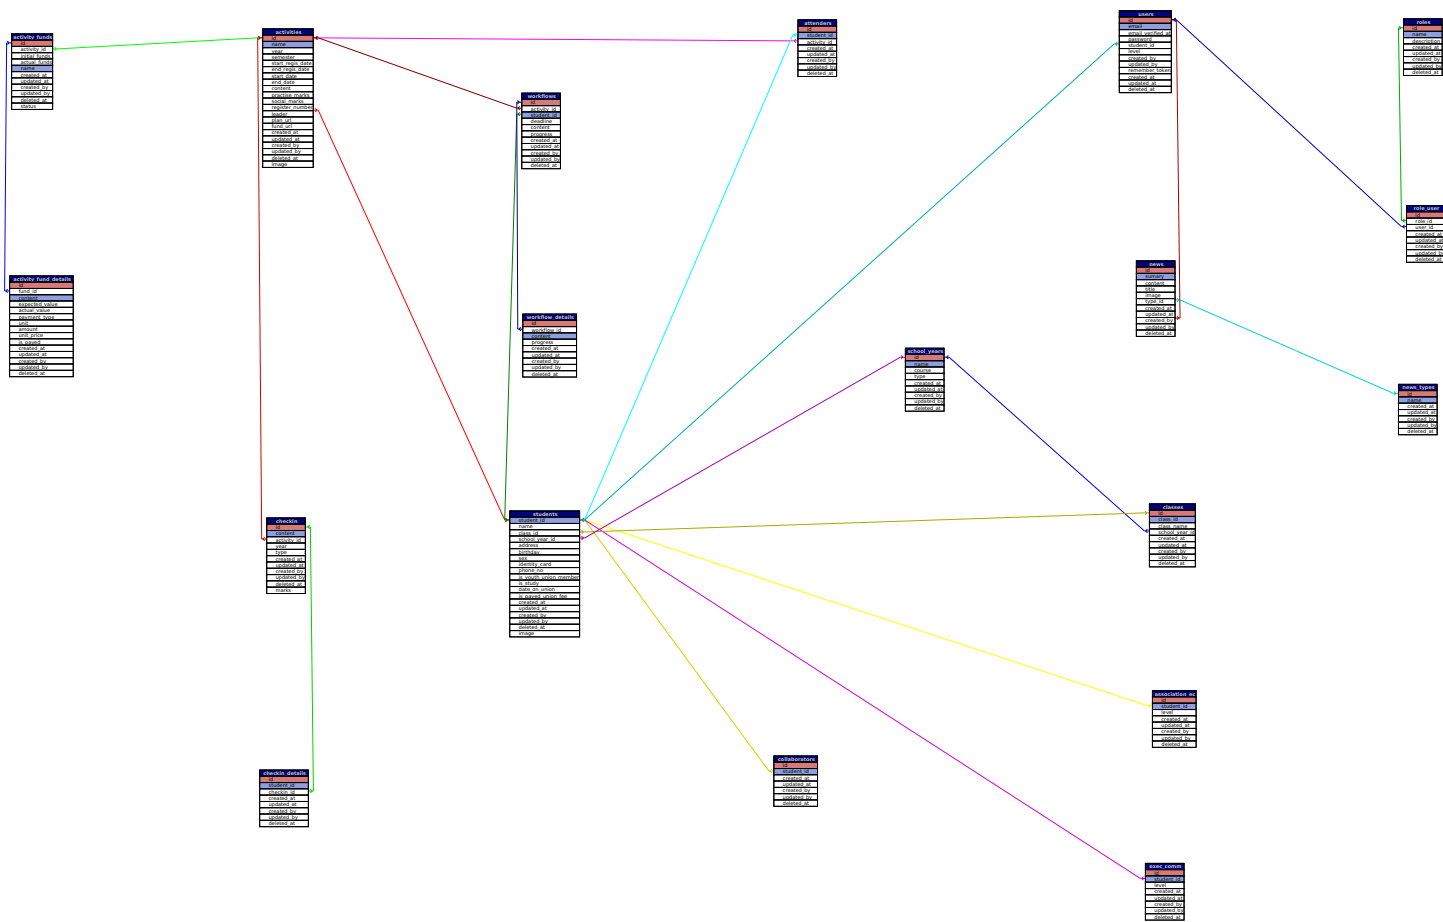 activity_funds
id
activity_id
initial_funds
actual_funds
name
created_at
updated_at
created_by
updated_by
deleted_at
status
activities
id
name
year
semester
start_regis_date
end_regis_date
start_date
end_date
content
practise_marks
social_marks
register_number
leader
plan_url
fund_url
created_at
updated_at
created_by
updated_by
deleted_at
image
workflows
id
activity_id
student_id
deadline
content
progress
created_at
updated_at
created_by
updated_by
deleted_at
attenders
id
student_id
activity_id
created_at
updated_at
created_by
updated_by
deleted_at
users
id
email
email_verified_at
password
student_id
level
created_by
updated_by
remember_token
created_at
updated_at
deleted_at
roles
id
name
description
created_at
updated_at
created_by
updated_by
deleted_at
role_user
id
role_id
user_id
created_at
updated_at
created_by
updated_by
deleted_at
activity_fund_details
id
fund_id
content
expected_value
actual_value
payment_type
unit
amount
unit_price
is_payed
created_at
updated_at
created_by
updated_by
deleted_at
workflow_details
id
workflow_id
content
progress
created_at
updated_at
created_by
updated_by
deleted_at
news
id
sumary
content
title
image
type_id
created_at
updated_at
created_by
updated_by
deleted_at
school_years
id
name
course
type
created_at
updated_at
created_by
updated_by
deleted_at
news_types
id
name
created_at
updated_at
created_by
updated_by
deleted_at
checkin
id
content
activity_id
year
type
created_at
updated_at
created_by
updated_by
deleted_at
marks
students
student_id
name
class_id
school_year_id
address
birthday
sex
identity_card
phone_no
is_youth_union_member
is_study
date_on_union
is_payed_union_fee
created_at
updated_at
created_by
updated_by
deleted_at
image
classes
id
class_id
class_name
school_year_id
created_at
updated_at
created_by
updated_by
deleted_at
association_ec
id
student_id
level
created_at
updated_at
created_by
updated_by
deleted_at
checkin_details
id
student_id
checkin_id
created_at
updated_at
created_by
updated_by
deleted_at
collaborators
id
student_id
created_at
updated_at
created_by
updated_by
deleted_at
exec_comm
id
student_id
level
created_at
updated_at
created_by
updated_by
deleted_at